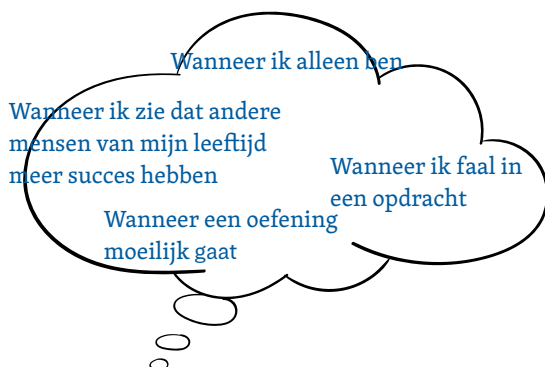 Wanneer ik alleen ben
Wanneer ik zie dat andere
mensen van mijn leeftijd
meer succes hebben
Wanneer ik faal in
een opdracht
Wanneer een oefening
moeilijk gaat